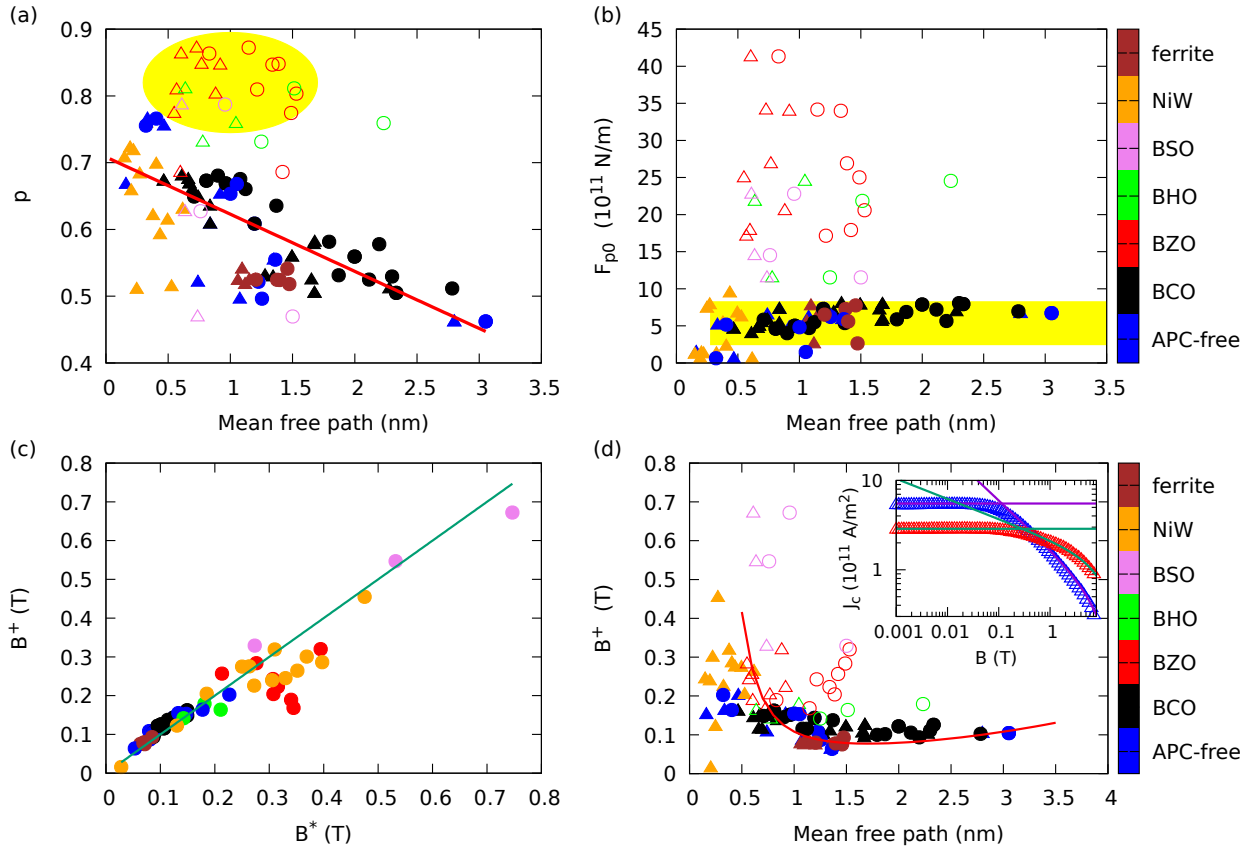 (a)
0.9
0.8
0.7
0.6
0.5
0.4
p
0 0.5 1 1.5 2 2.5 3 3.5
Mean free path (nm)
(b)
45
40
35
30
25
20
15
10
5
0
F_p0 (10^11 N/m)
0 0.5 1 1.5 2 2.5 3 3.5
Mean free path (nm)
ferrite
NiW
BSO
BHO
BZO
BCO
APC-free
(c)
0.8
0.7
0.6
0.5
0.4
0.3
0.2
0.1
0
B^+ (T)
0 0.1 0.2 0.3 0.4 0.5 0.6 0.7 0.8
B^* (T)
(d)
0.8
0.7
0.6
0.5
0.4
0.3
0.2
0.1
0
B^+ (T)
0 0.5 1 1.5 2 2.5 3 3.5 4
Mean free path (nm)
10
1
J_c (10^11 A/m^2)
0.001 0.01 0.1 1
B (T)
ferrite
NiW
BSO
BHO
BZO
BCO
APC-free